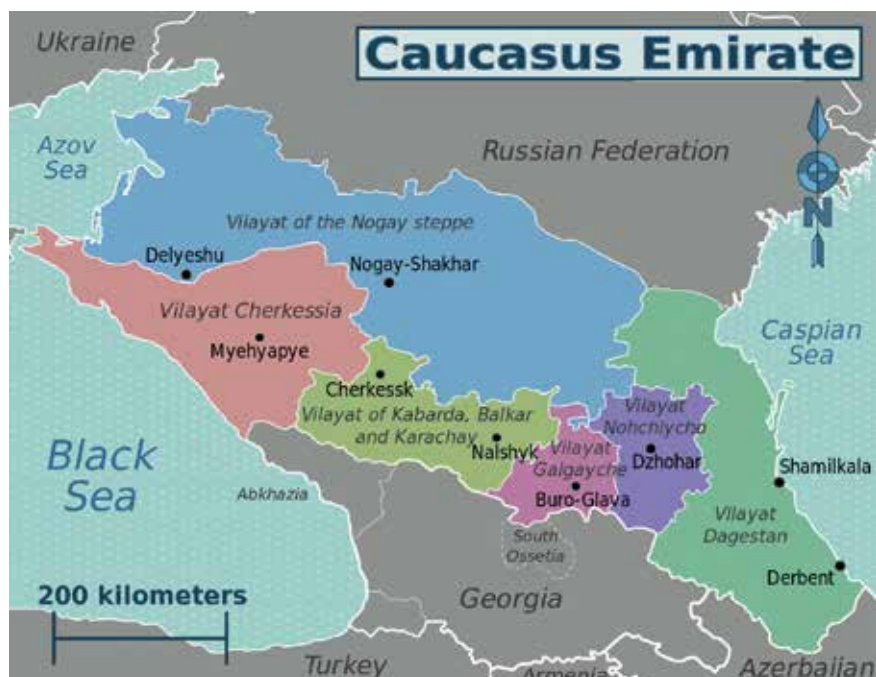 Ukraine
Caucasus Emirate
Azov
Sea
Russian Federation
N
Vilayat of the Nogay steppe
Delyeshu
Nogay-Shakhar
Vilayat Cherkessia
Myehyapye
Caspian
Sea
Cherkessk
Vilayat of Kabarda, Balkar
and Karachay
Nalshyk
Vilayat
Nohchiycho
Dzhohar
Vilayat
Galgayche
Buro-Glava
Black
Sea
Abkhazia
Shamilkala
Vilayat
Dagestan
South
Ossetia
Derbent
200 kilometers
Georgia
Turkey
Armenia
Azerbaijan